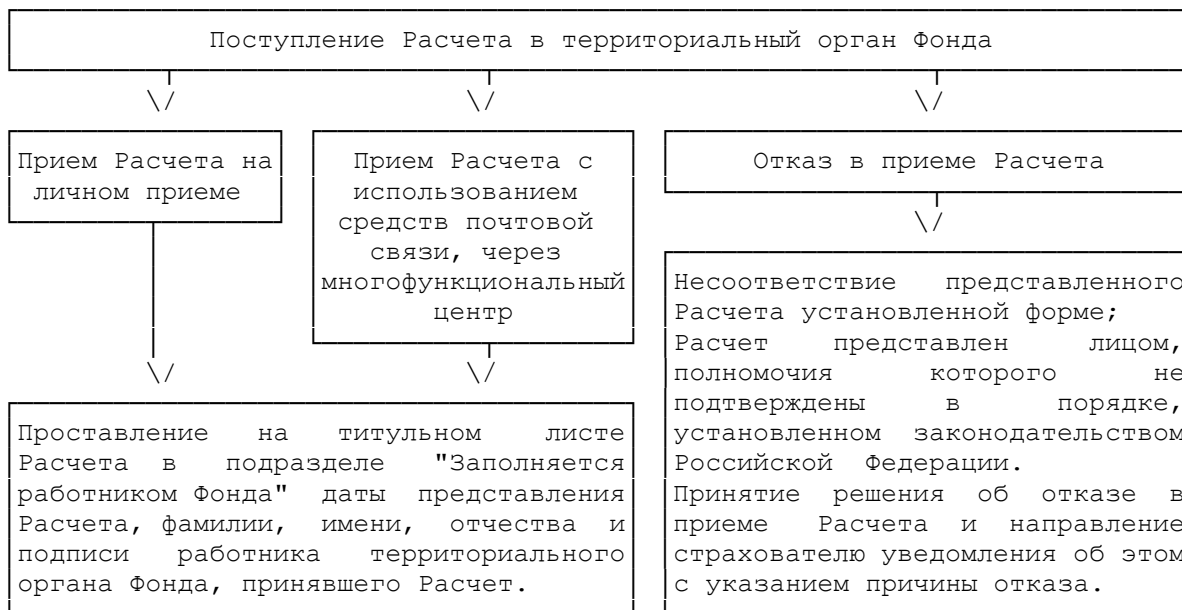 Поступление Расчета в территориальный орган Фонда
Прием Расчета на
личном приеме
Прием Расчета с
использованием
средств почтовой
связи, через
многофункциональный
центр
Отказ в приеме Расчета
Несоответствие представленного
Расчета установленной форме;
Расчет представлен лицом,
полномочия которого не
подтверждены в порядке,
установленном законодательством
Российской Федерации.
Принятие решения об отказе в
приеме Расчета и направление
страхователю уведомления об этом
с указанием причины отказа.
Проставление на титульном листе
Расчета в подразделе "Заполняется
работником Фонда" даты представления
Расчета, фамилии, имени, отчества и
подписи работника территориального
органа Фонда, принявшего Расчет.